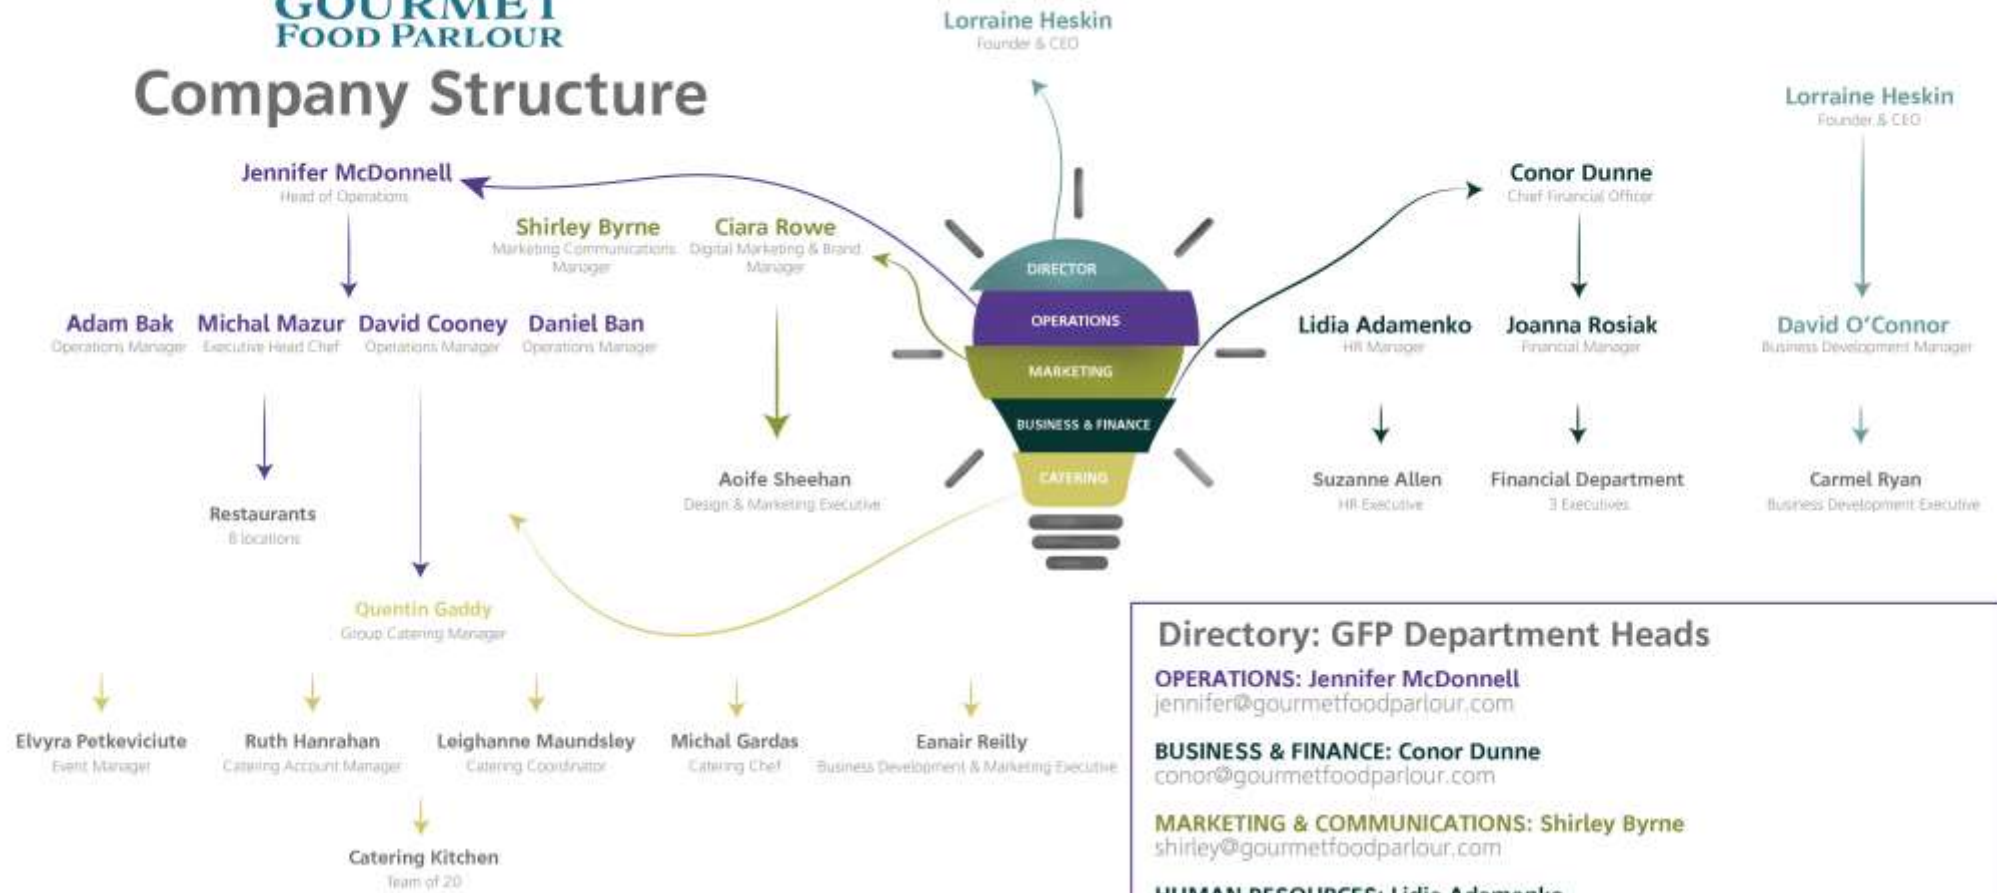 GOURMET
FOOD PARLOUR
Company Structure
Lorraine Heskin
Founder & CEO
Lorraine Heskin
Founder & CEO
Jennifer McDonnell
Head of Operations
Conor Dunne
Chief Financial Officer
Shirley Byrne
Marketing Communications
Manager
Ciara Rowe
Digital Marketing & Brand
Manager
DIRECTOR
OPERATIONS
MARKETING
BUSINESS & FINANCE
CATERING
Adam Bak
Operations Manager
Michal Mazur
Executive Head Chef
David Cooney
Operations Manager
Daniel Ban
Operations Manager
Lidia Adamenko
HR Manager
Joanna Rosiak
Financial Manager
David O'Connor
Business Development Manager
Aoife Sheehan
Design & Marketing Executive
Suzanne Allen
HR Executive
Financial Department
3 Executives
Carmel Ryan
Business Development Executive
Restaurants
locations
Quentin Gaddy
Group Catering Manager
Elvyra Petkeviciute
Event Manager
Ruth Hanrahan
Catering Account Manager
Leighanne Maundsley
Catering Coordinator
Michal Gardas
Catering Chef
Eanair Reilly
Business Development & Marketing Executive
Catering Kitchen
Team of 20
Directory: GFP Department Heads
OPERATIONS: Jennifer McDonnell
jennifer@gourmetfoodparlour.com
BUSINESS & FINANCE: Conor Dunne
conor@gourmetfoodparlour.com
MARKETING & COMMUNICATIONS: Shirley Byrne
shirley@gourmetfoodparlour.com
HUMAN RESOURCES: Lidia Adamenko